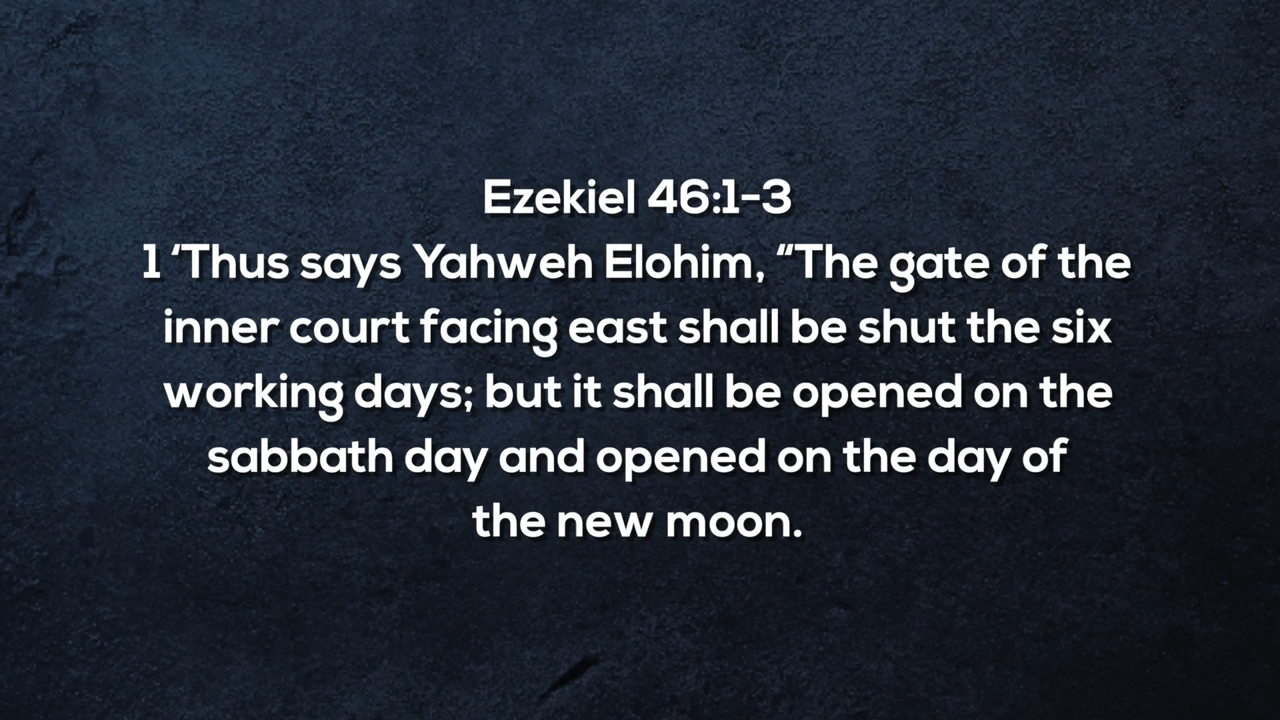 Ezekiel 46:1-3
1 ‘Thus says Yahweh Elohim, “The gate of the
inner court facing east shall be shut the six
working days; but it shall be opened on the
sabbath day and opened on the day of
the new moon.